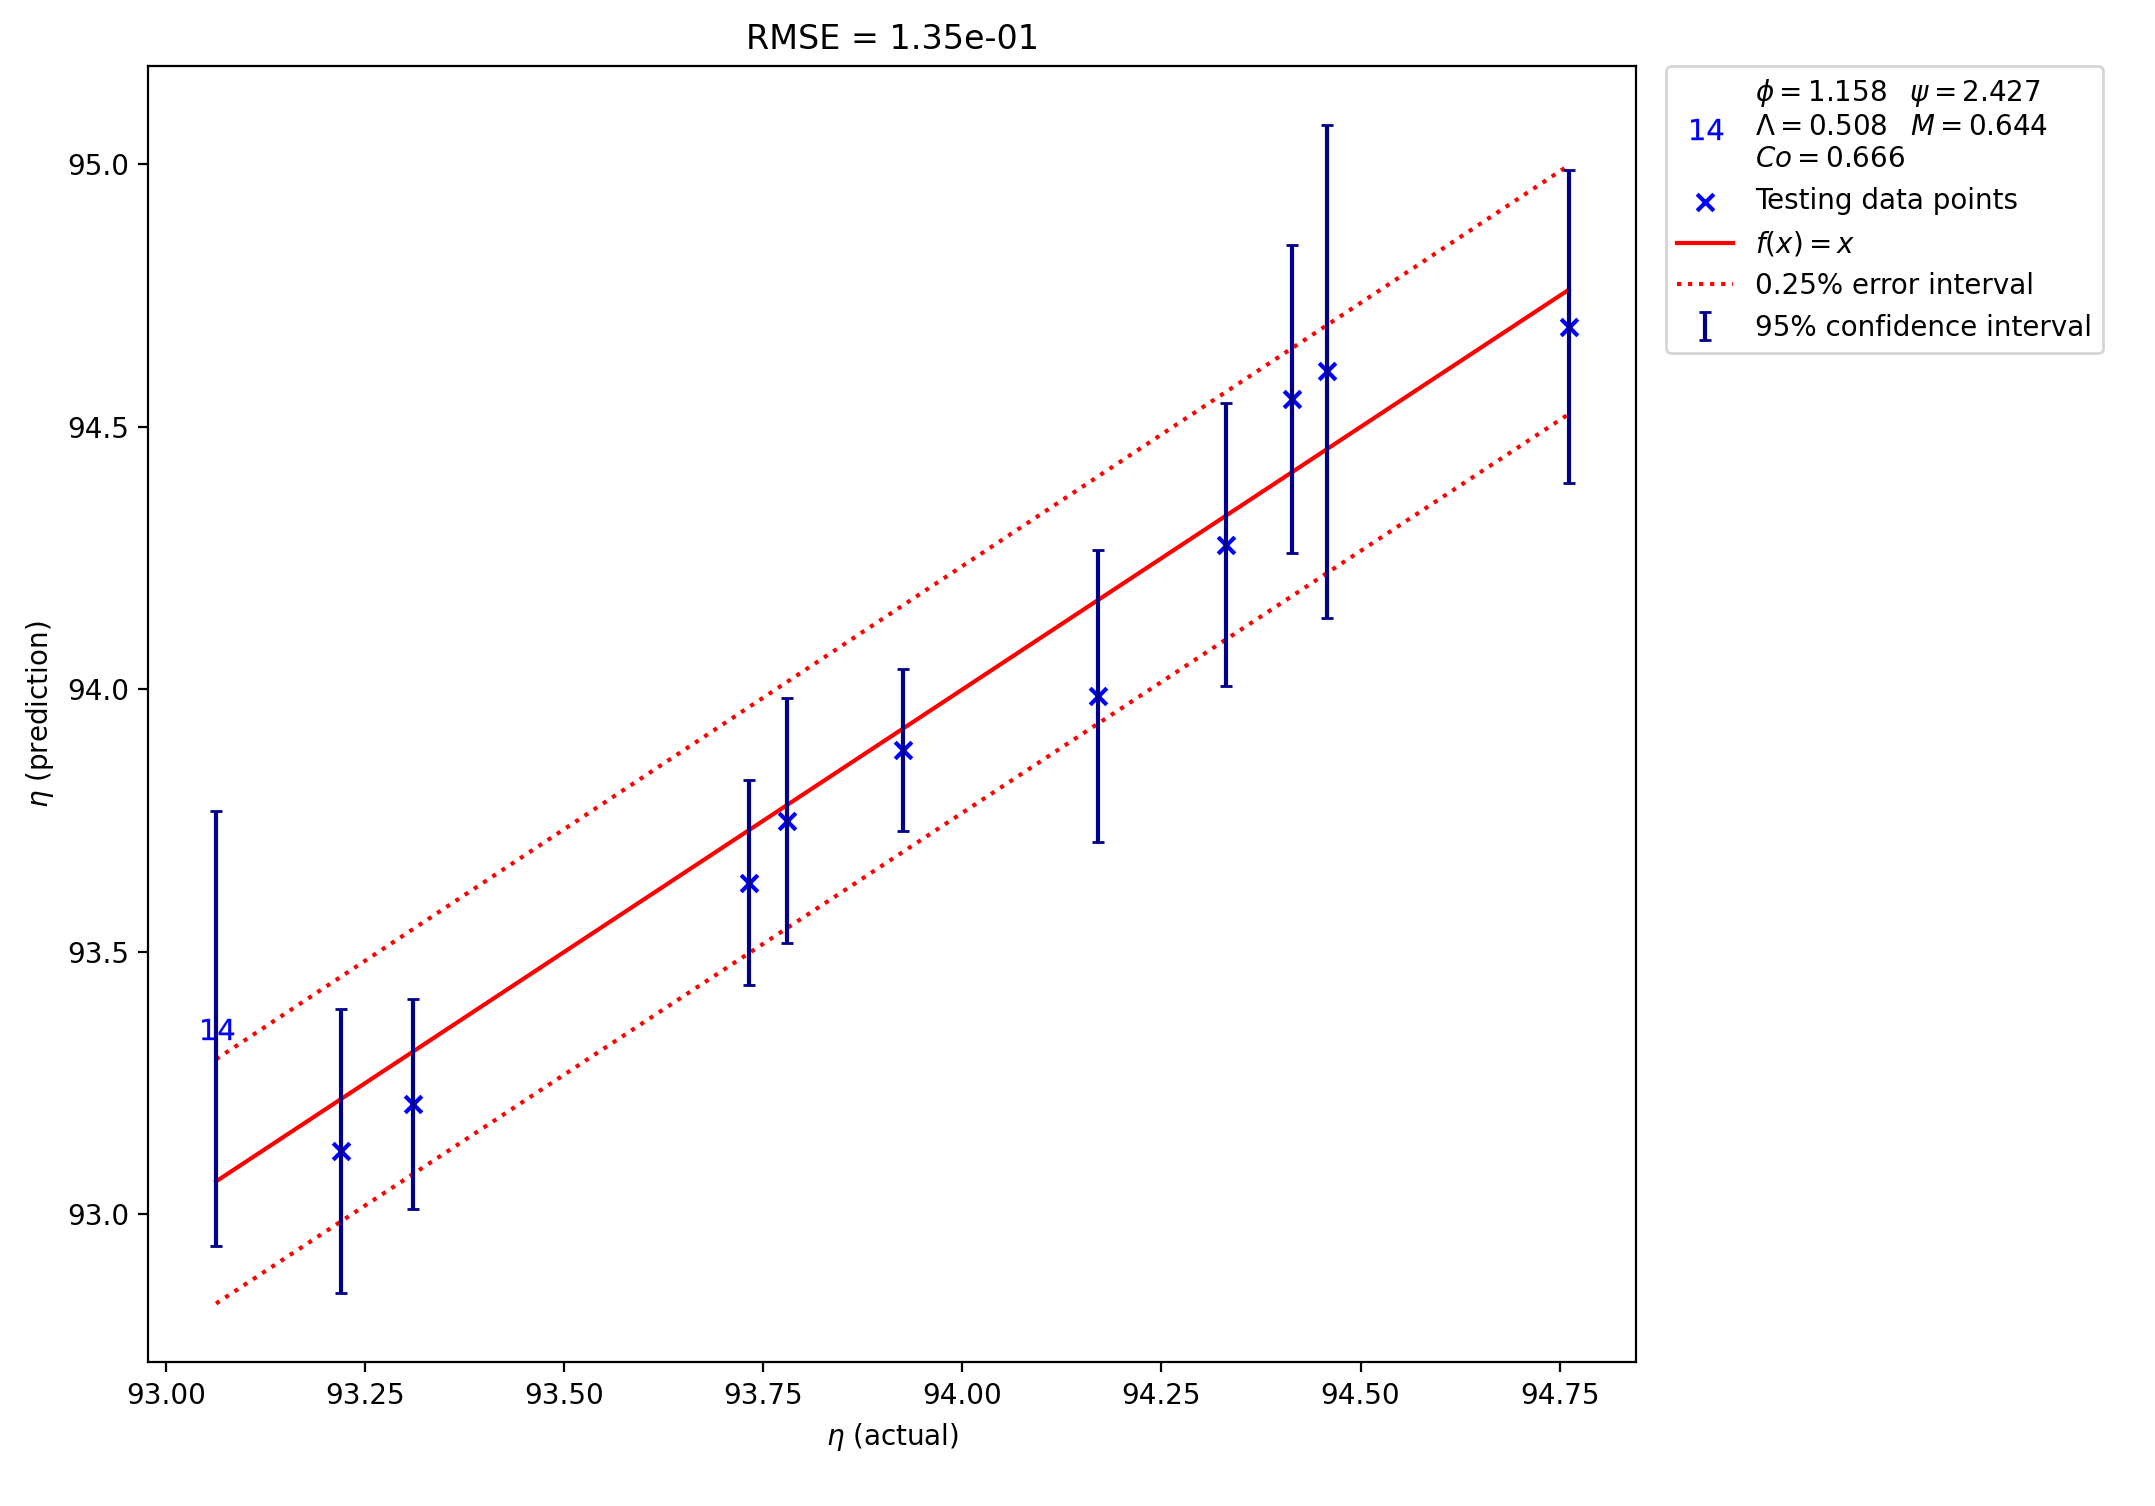 RMSE = 1.35e-01
ϕ = 1.158 ψ = 2.427
14 Λ = 0.508 M = 0.644
Co = 0.666
Testing data points
f(x) = x
0.25% error interval
95% confidence interval
η (prediction)
95.0
94.5
94.0
93.5
93.0
14
93.00 93.25 93.50 93.75 94.00 94.25 94.50 94.75
η (actual)